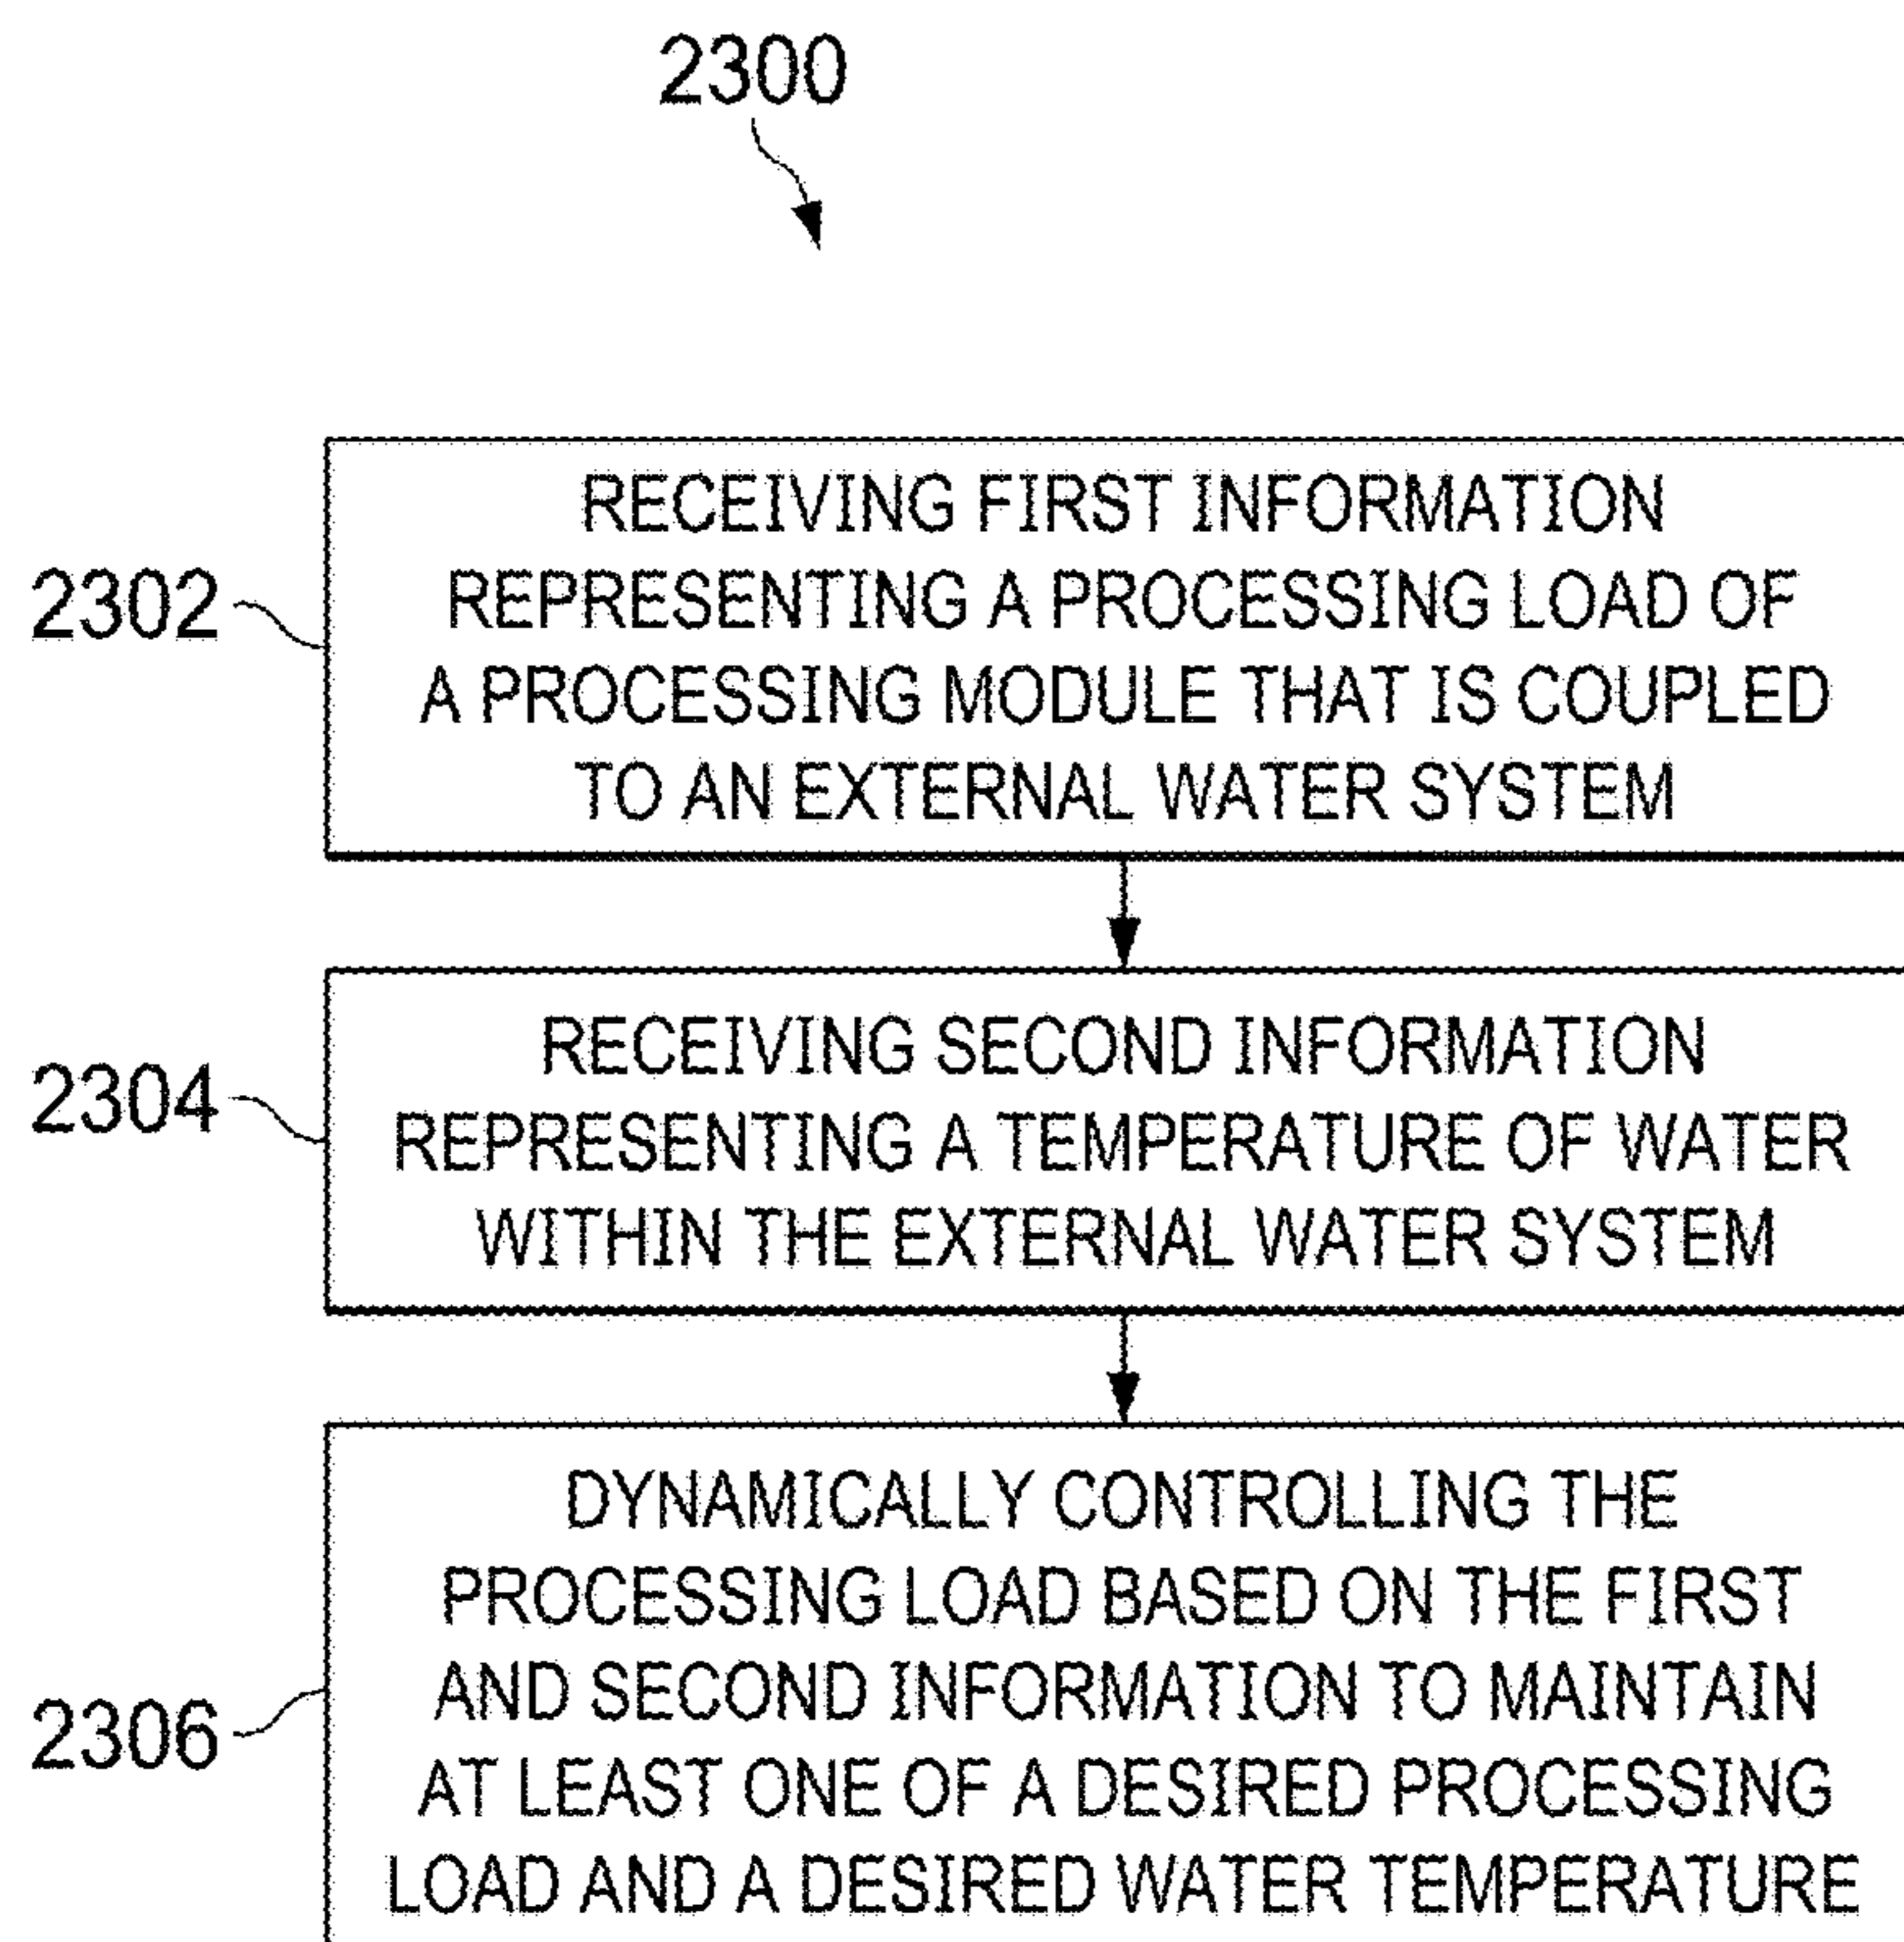 2300
2302
RECEIVING FIRST INFORMATION
REPRESENTING A PROCESSING LOAD OF
A PROCESSING MODULE THAT IS COUPLED
TO AN EXTERNAL WATER SYSTEM
2304
RECEIVING SECOND INFORMATION
REPRESENTING A TEMPERATURE OF WATER
WITHIN THE EXTERNAL WATER SYSTEM
2306
DYNAMICALLY CONTROLLING THE
PROCESSING LOAD BASED ON THE FIRST
AND SECOND INFORMATION TO MAINTAIN
AT LEAST ONE OF A DESIRED PROCESSING
LOAD AND A DESIRED WATER TEMPERATURE